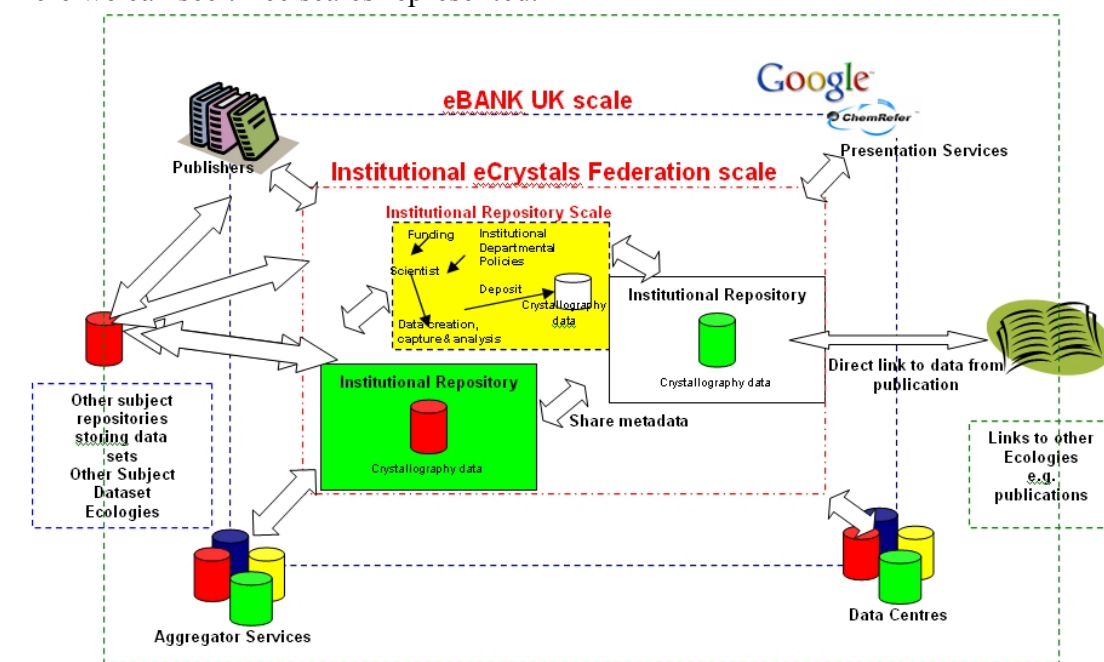 eBANK UK scale
Google
ChemRefer
Publishers
Presentation Services
Institutional eCrystals Federation scale
Institutional Repository Scale
Funding
Institutional
Departmental
Policies
Scientist
Deposit
Crystallography
data
Data creation,
capture & analysis
Institutional Repository
Crystallography data
Direct link to data from
publication
Institutional Repository
Crystallography data
Share metadata
Other subject
repositories
storing data
sets
Other Subject
Dataset
Ecologies
Links to other
Ecologies
e.g.
publications
Aggregator Services
Data Centres